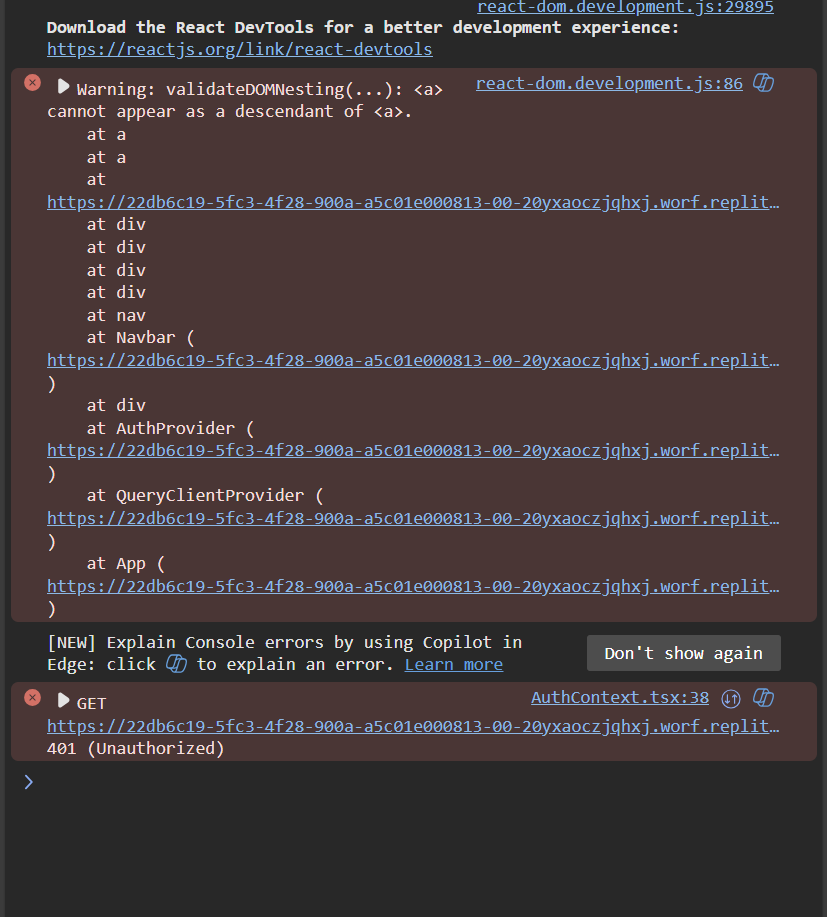 react-dom.development.js:29895
Download the React DevTools for a better development experience:
https://reactjs.org/link/react-devtools
Warning: validateDOMNesting(...): <a> react-dom.development.js:86
cannot appear as a descendant of <a>.
at a
at a
at
https://22db6c19-5fc3-4f28-900a-a5c01e000813-00-20yxaoczjqhxj.worf.replit…
at div
at div
at div
at div
at nav
at Navbar (
https://22db6c19-5fc3-4f28-900a-a5c01e000813-00-20yxaoczjqhxj.worf.replit…
)
at div
at AuthProvider (
https://22db6c19-5fc3-4f28-900a-a5c01e000813-00-20yxaoczjqhxj.worf.replit…
)
at QueryClientProvider (
https://22db6c19-5fc3-4f28-900a-a5c01e000813-00-20yxaoczjqhxj.worf.replit…
)
at App (
https://22db6c19-5fc3-4f28-900a-a5c01e000813-00-20yxaoczjqhxj.worf.replit…
)
[NEW] Explain Console errors by using Copilot in
Edge: click to explain an error. Learn more
Don't show again
GET AuthContext.tsx:38
https://22db6c19-5fc3-4f28-900a-a5c01e000813-00-20yxaoczjqhxj.worf.replit…
401 (Unauthorized)